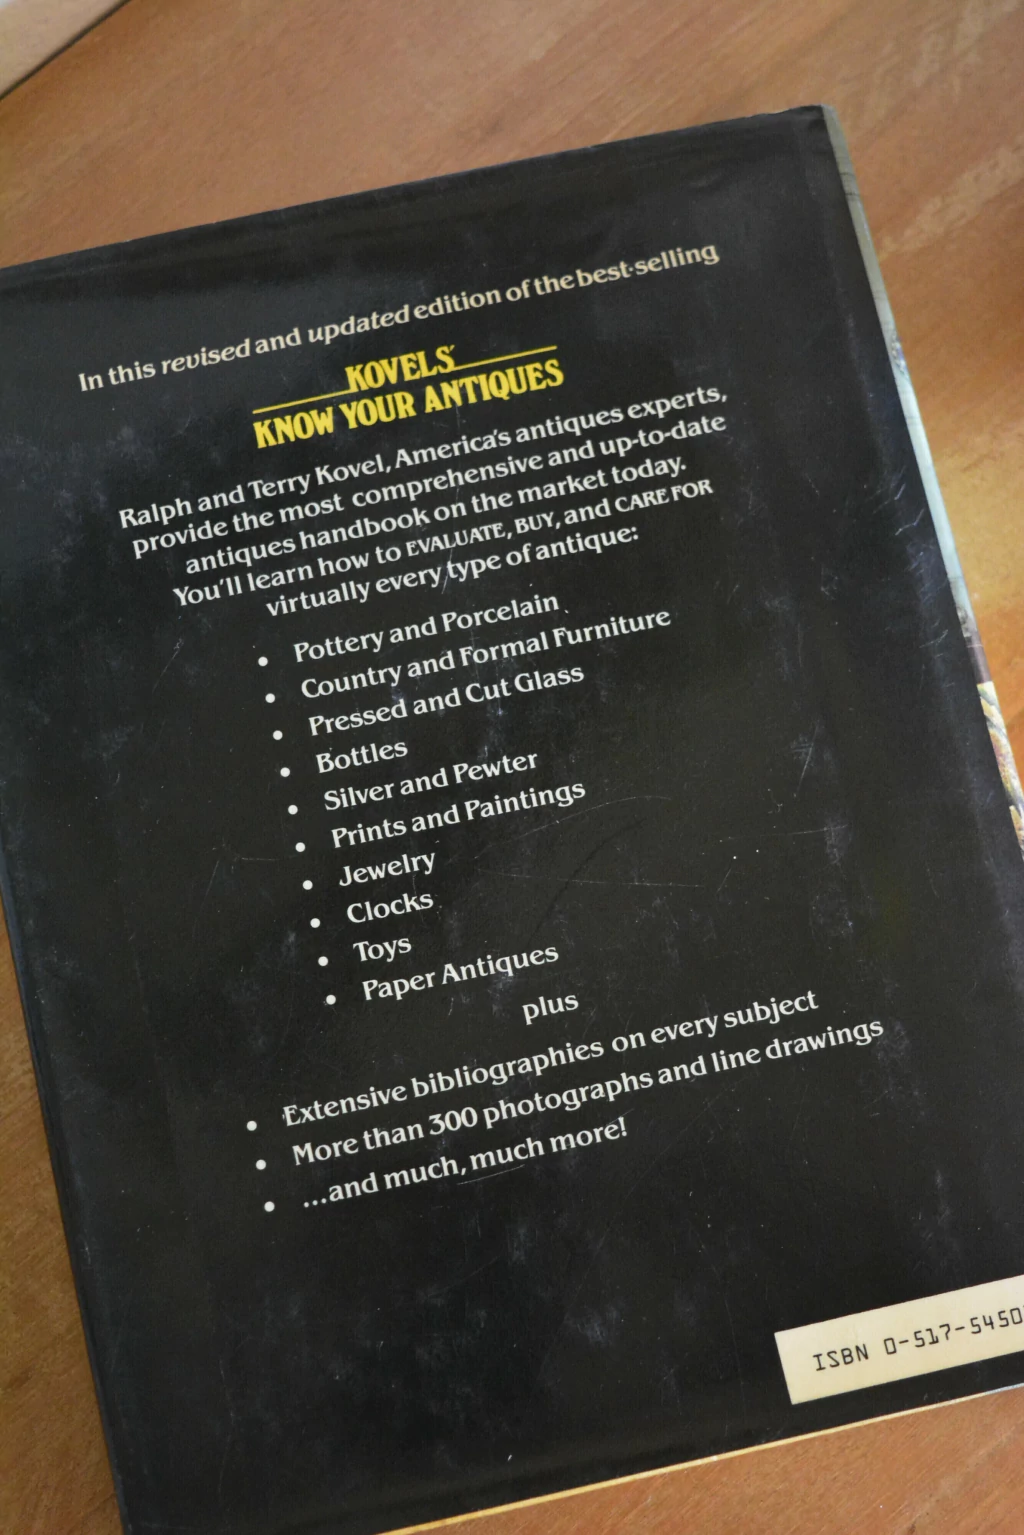 In this revised and updated edition of the best-selling
KOVELS'
KNOW YOUR ANTIQUES
Ralph and Terry Kovel, America's antiques experts,
provide the most comprehensive and up-to-date
antiques handbook on the market today.
You'll learn how to EVALUATE, BUY, and CARE FOR
virtually every type of antique:
• Pottery and Porcelain
• Country and Formal Furniture
• Pressed and Cut Glass
• Bottles
• Silver and Pewter
• Prints and Paintings
• Jewelry
• Clocks
• Toys
• Paper Antiques
plus
• Extensive bibliographies on every subject
• More than 300 photographs and line drawings
• ...and much, much more!
ISBN 0-517-5450